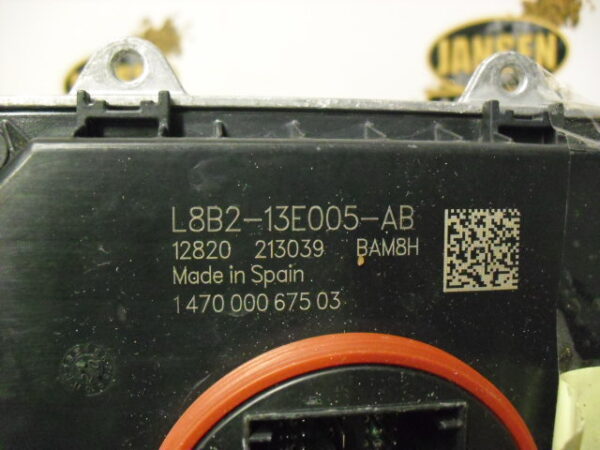 JANSEN
L8B2-13E005-AB
12820 213039 BAM8H
Made in Spain
1 470 000 675 03